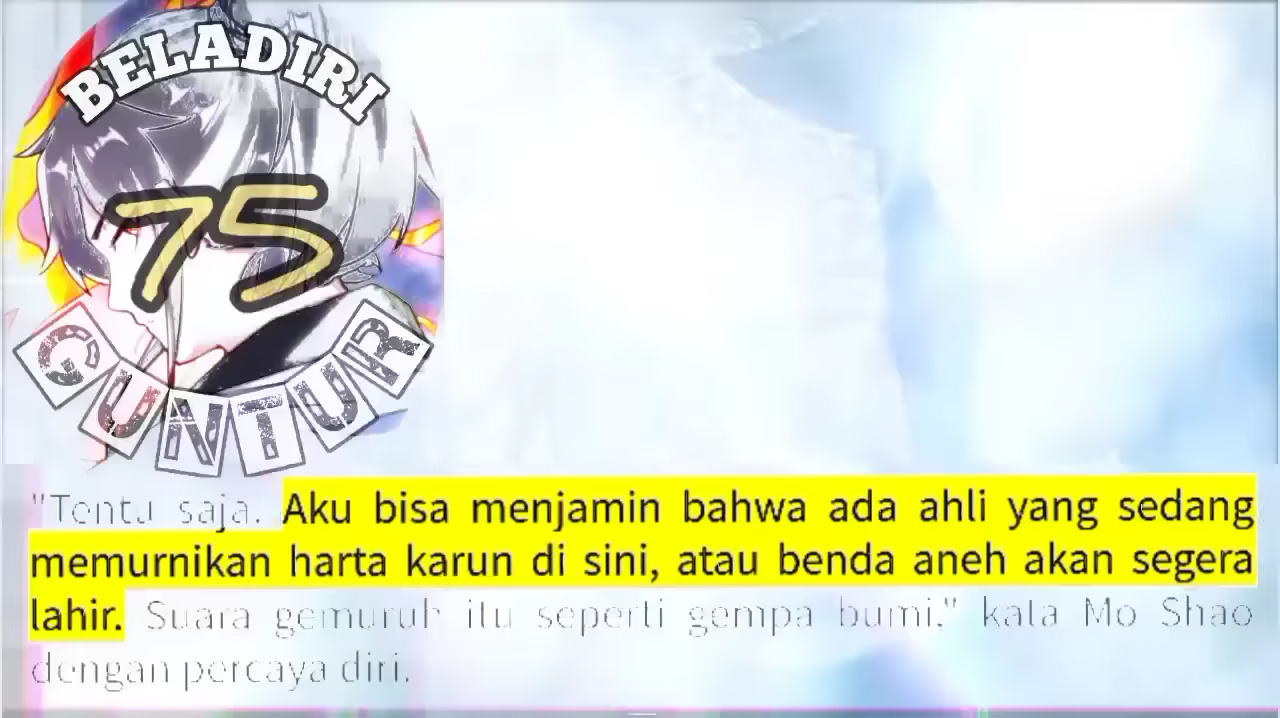 BELADIRI
75
GUNTUR
"Tentu saja. Aku bisa menjamin bahwa ada ahli yang sedang
memurnikan harta karun di sini, atau benda aneh akan segera
lahir. Suara gemuruh itu seperti gempa bumi," kata Mo Shao
dengan percaya diri.